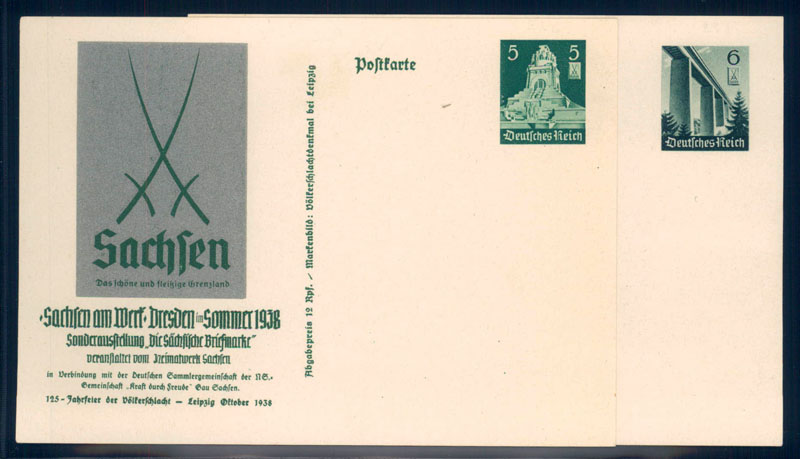 Sachsen
Das schöne und fleißige Grenzland
·Sachsen am Werk· Dresden im Sommer 1938
Sonderausstellung „Die Sächsische Briefmarke"
veranstaltet vom Heimatwerk Sachsen
in Verbindung mit der Deutschen Sammlergemeinschaft der NS.-
Gemeinschaft „Kraft durch Freude" Gau Sachsen.
125-Jahrfeier der Völkerschlacht – Leipzig Oktober 1938
Abgabepreis 12 Rpf. / Markenbild: Völkerschlachtdenkmal bei Leipzig
Postkarte
5 5
Deutsches Reich
6
Deutsches Reich